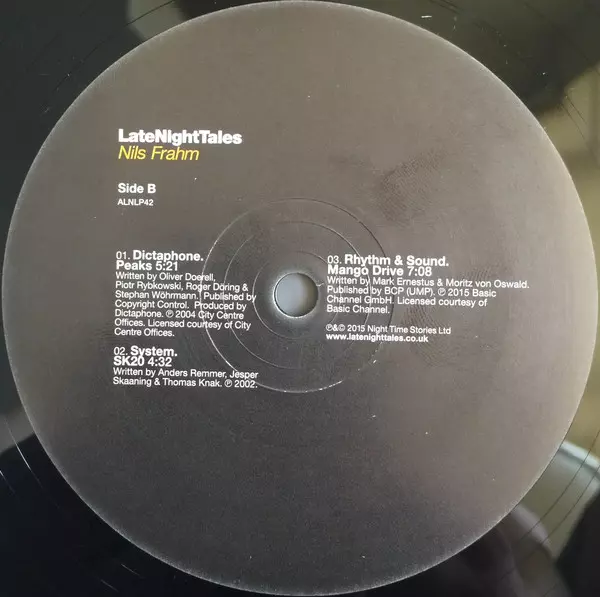 LateNightTales
Nils Frahm
Side B
ALNLP42
01. Dictaphone.
Peaks 5:21
Written by Oliver Doerell,
Piotr Rybkowski, Roger Döring &
Stephan Wöhrmann. Published by
Copyright Control. Produced by
Dictaphone. ℗ 2004 City Centre
Offices. Licensed courtesy of City
Centre Offices.
02. System.
SK20 4:32
Written by Anders Remmer, Jesper
Skaaning & Thomas Knak. ℗ 2002.
03. Rhythm & Sound.
Mango Drive 7:08
Written by Mark Ernestus & Moritz von Oswald.
Published by BCP (UMP). ℗ 2015 Basic
Channel GmbH. Licensed courtesy of
Basic Channel.
℗&© 2015 Night Time Stories Ltd
www.latenighttales.co.uk